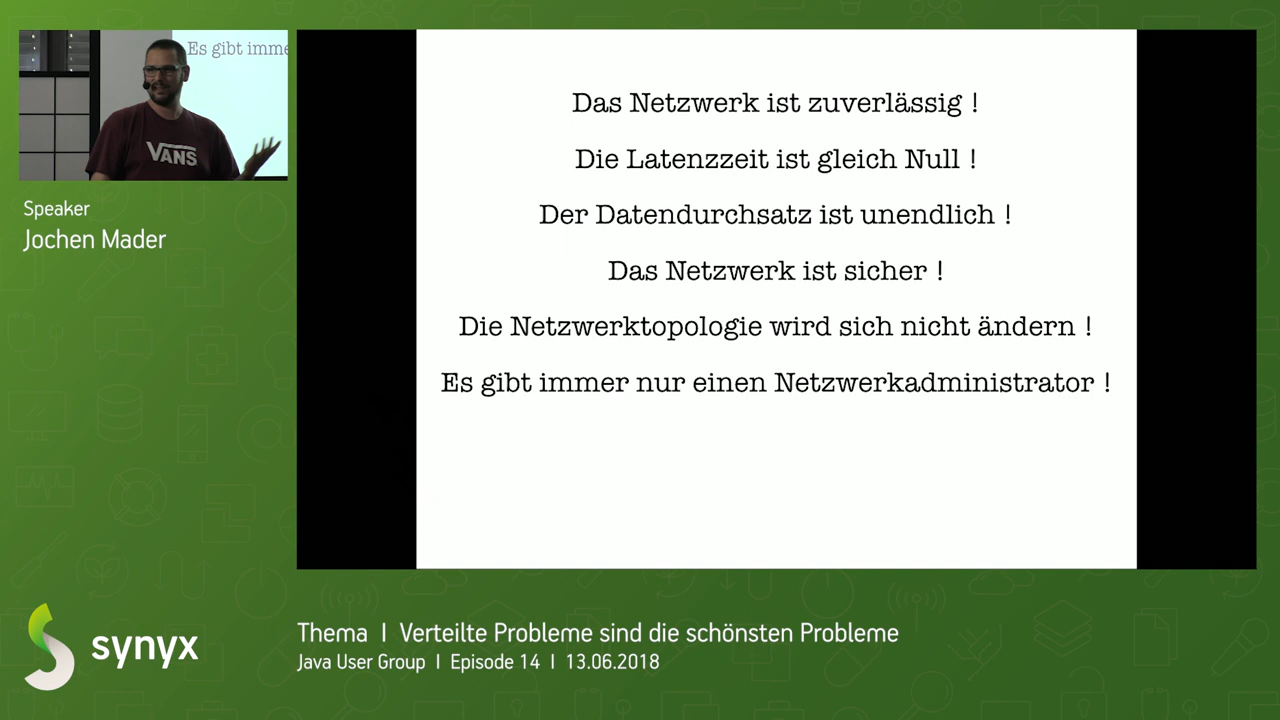 Es gibt imme
VANS
Speaker
Jochen Mader
Das Netzwerk ist zuverlässig !
Die Latenzzeit ist gleich Null !
Der Datendurchsatz ist unendlich !
Das Netzwerk ist sicher !
Die Netzwerktopologie wird sich nicht ändern !
Es gibt immer nur einen Netzwerkadministrator !
synyx
Thema I Verteilte Probleme sind die schönsten Probleme
Java User Group I Episode 14 I 13.06.2018